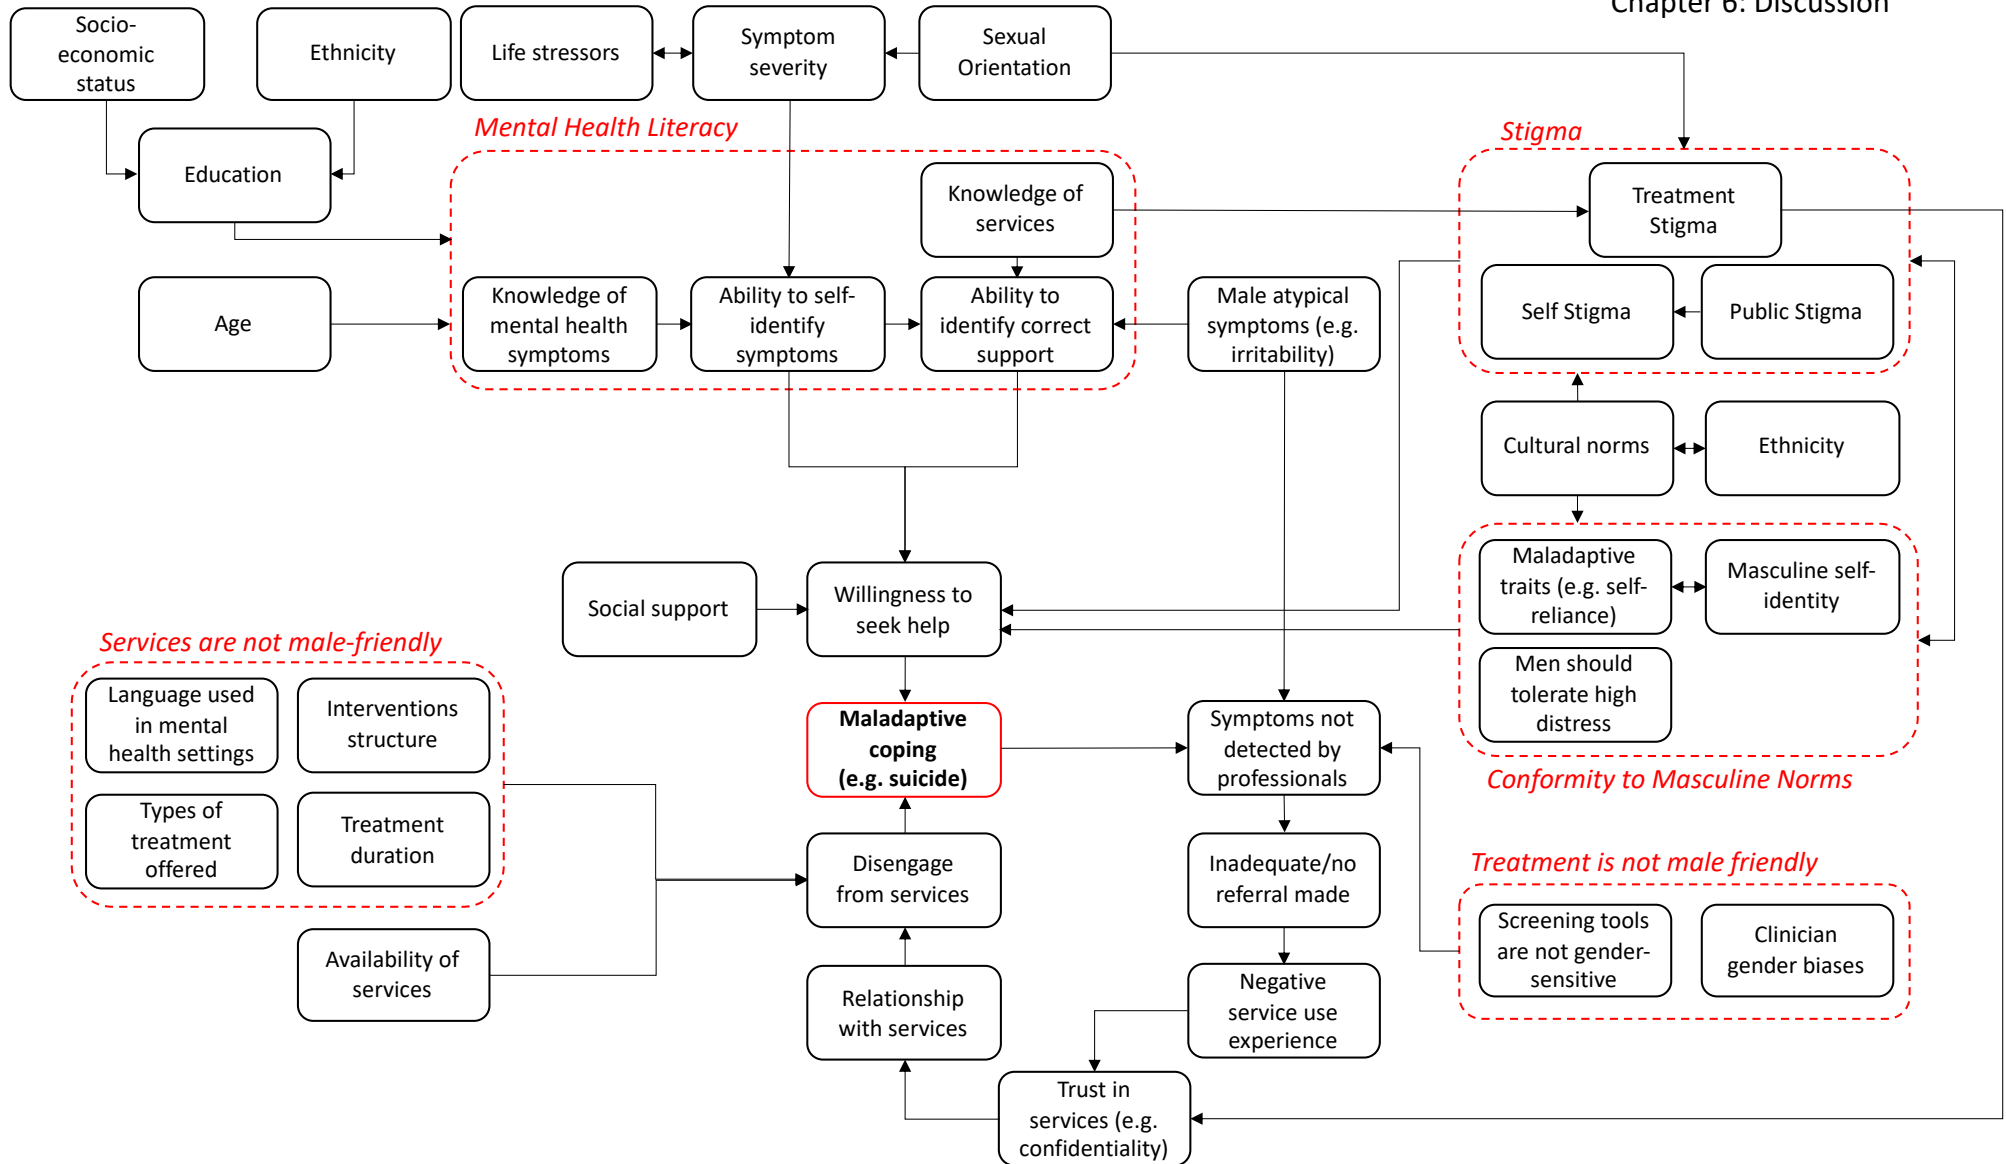 Chapter 6: Discussion
Socio-
economic
status
Ethnicity
Life stressors
Symptom
severity
Sexual
Orientation
Mental Health Literacy
Stigma
Education
Knowledge of
services
Treatment
Stigma
Age
Knowledge of
mental health
symptoms
Ability to self-
identify
symptoms
Ability to
identify correct
support
Male atypical
symptoms (e.g.
irritability)
Self Stigma
Public Stigma
Cultural norms
Ethnicity
Social support
Willingness to
seek help
Maladaptive
traits (e.g. self-
reliance)
Masculine self-
identity
Men should
tolerate high
distress
Conformity to Masculine Norms
Services are not male-friendly
Language used
in mental
health settings
Interventions
structure
Types of
treatment
offered
Treatment
duration
Maladaptive
coping
(e.g. suicide)
Symptoms not
detected by
professionals
Disengage
from services
Inadequate/no
referral made
Treatment is not male friendly
Screening tools
are not gender-
sensitive
Clinician
gender biases
Availability of
services
Relationship
with services
Negative
service use
experience
Trust in
services (e.g.
confidentiality)